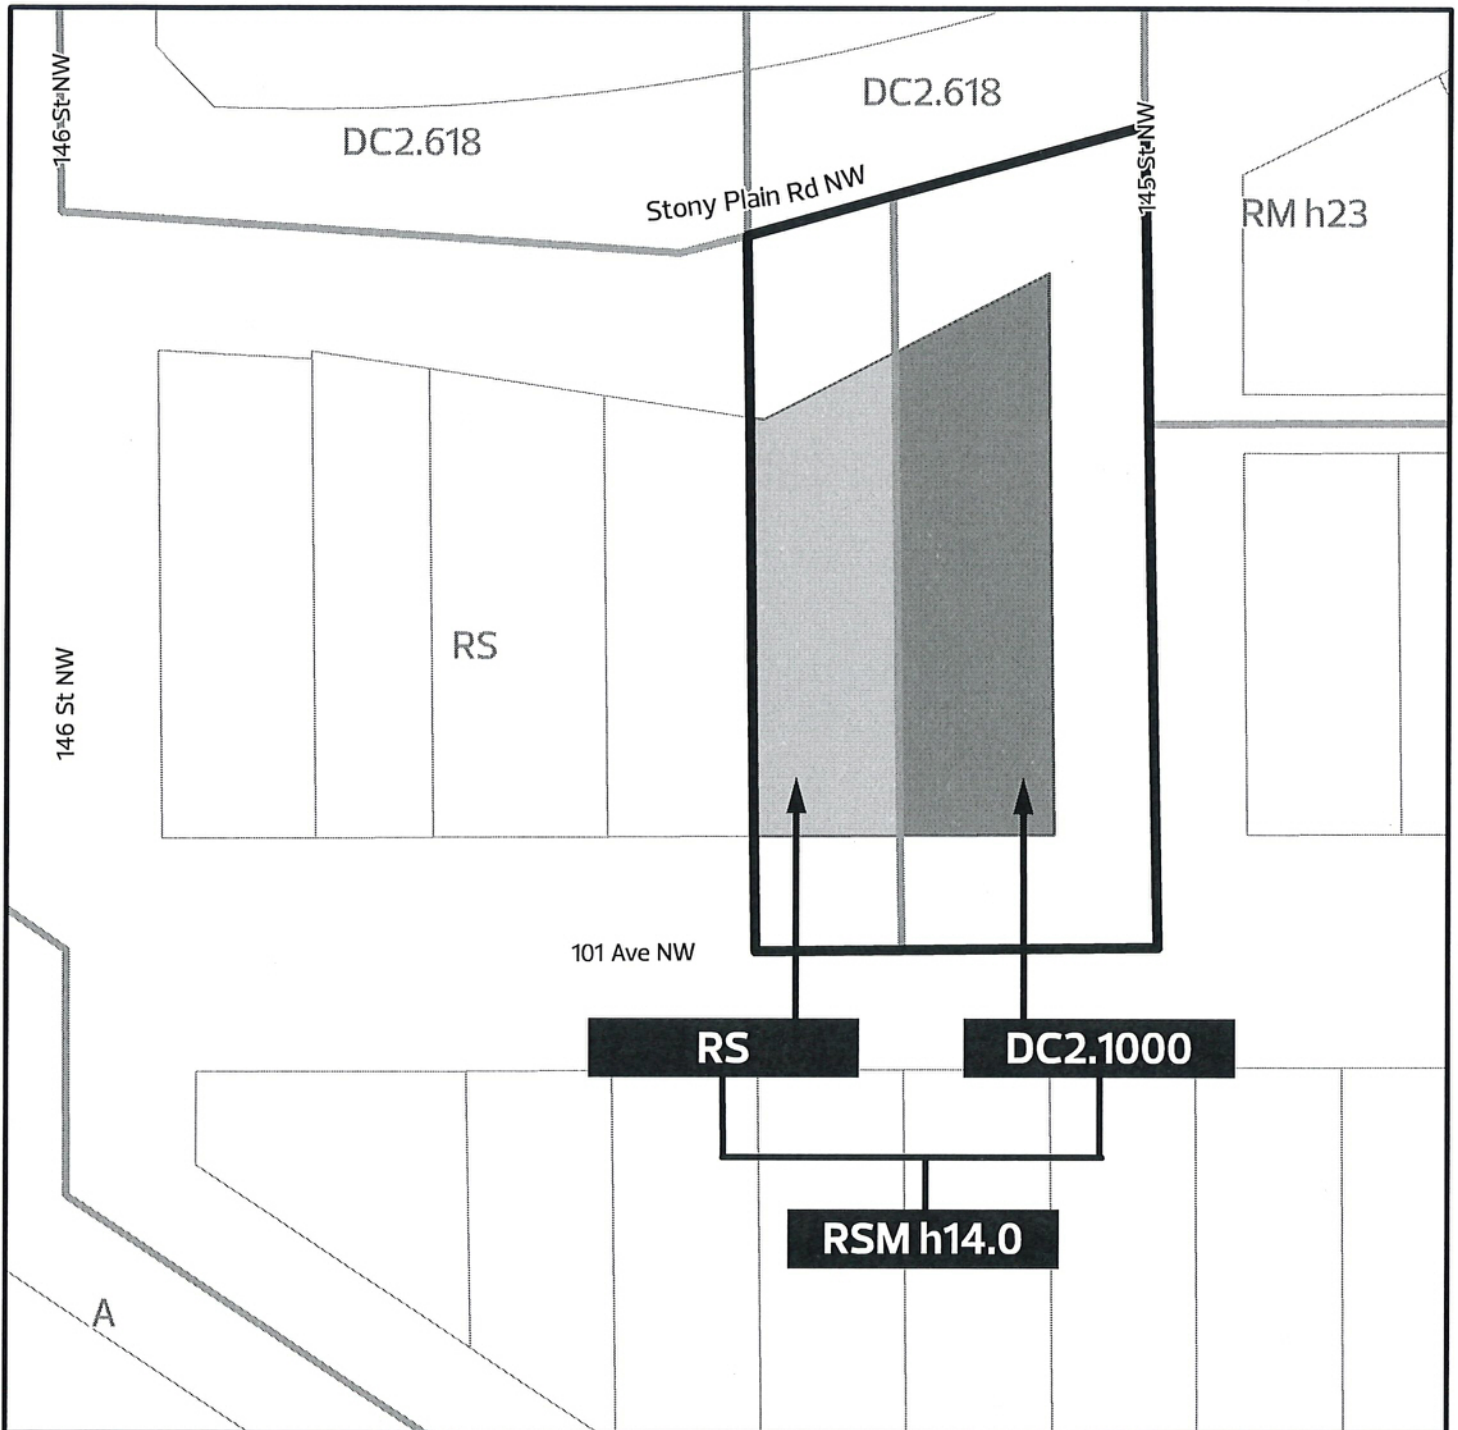 146 St NW
DC2.618
DC2.618
Stony Plain Rd NW
145 St NW
RM h23
RS
146 St NW
101 Ave NW
RS
DC2.1000
RSM h14.0
A